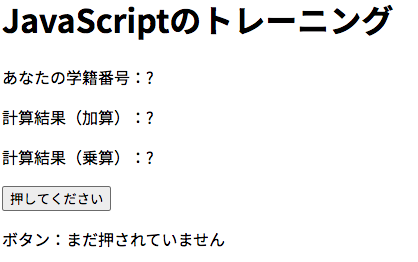 JavaScriptのトレーニング
あなたの学籍番号：?
計算結果（加算）：?
計算結果（乗算）：?
押してください
ボタン：まだ押されていません